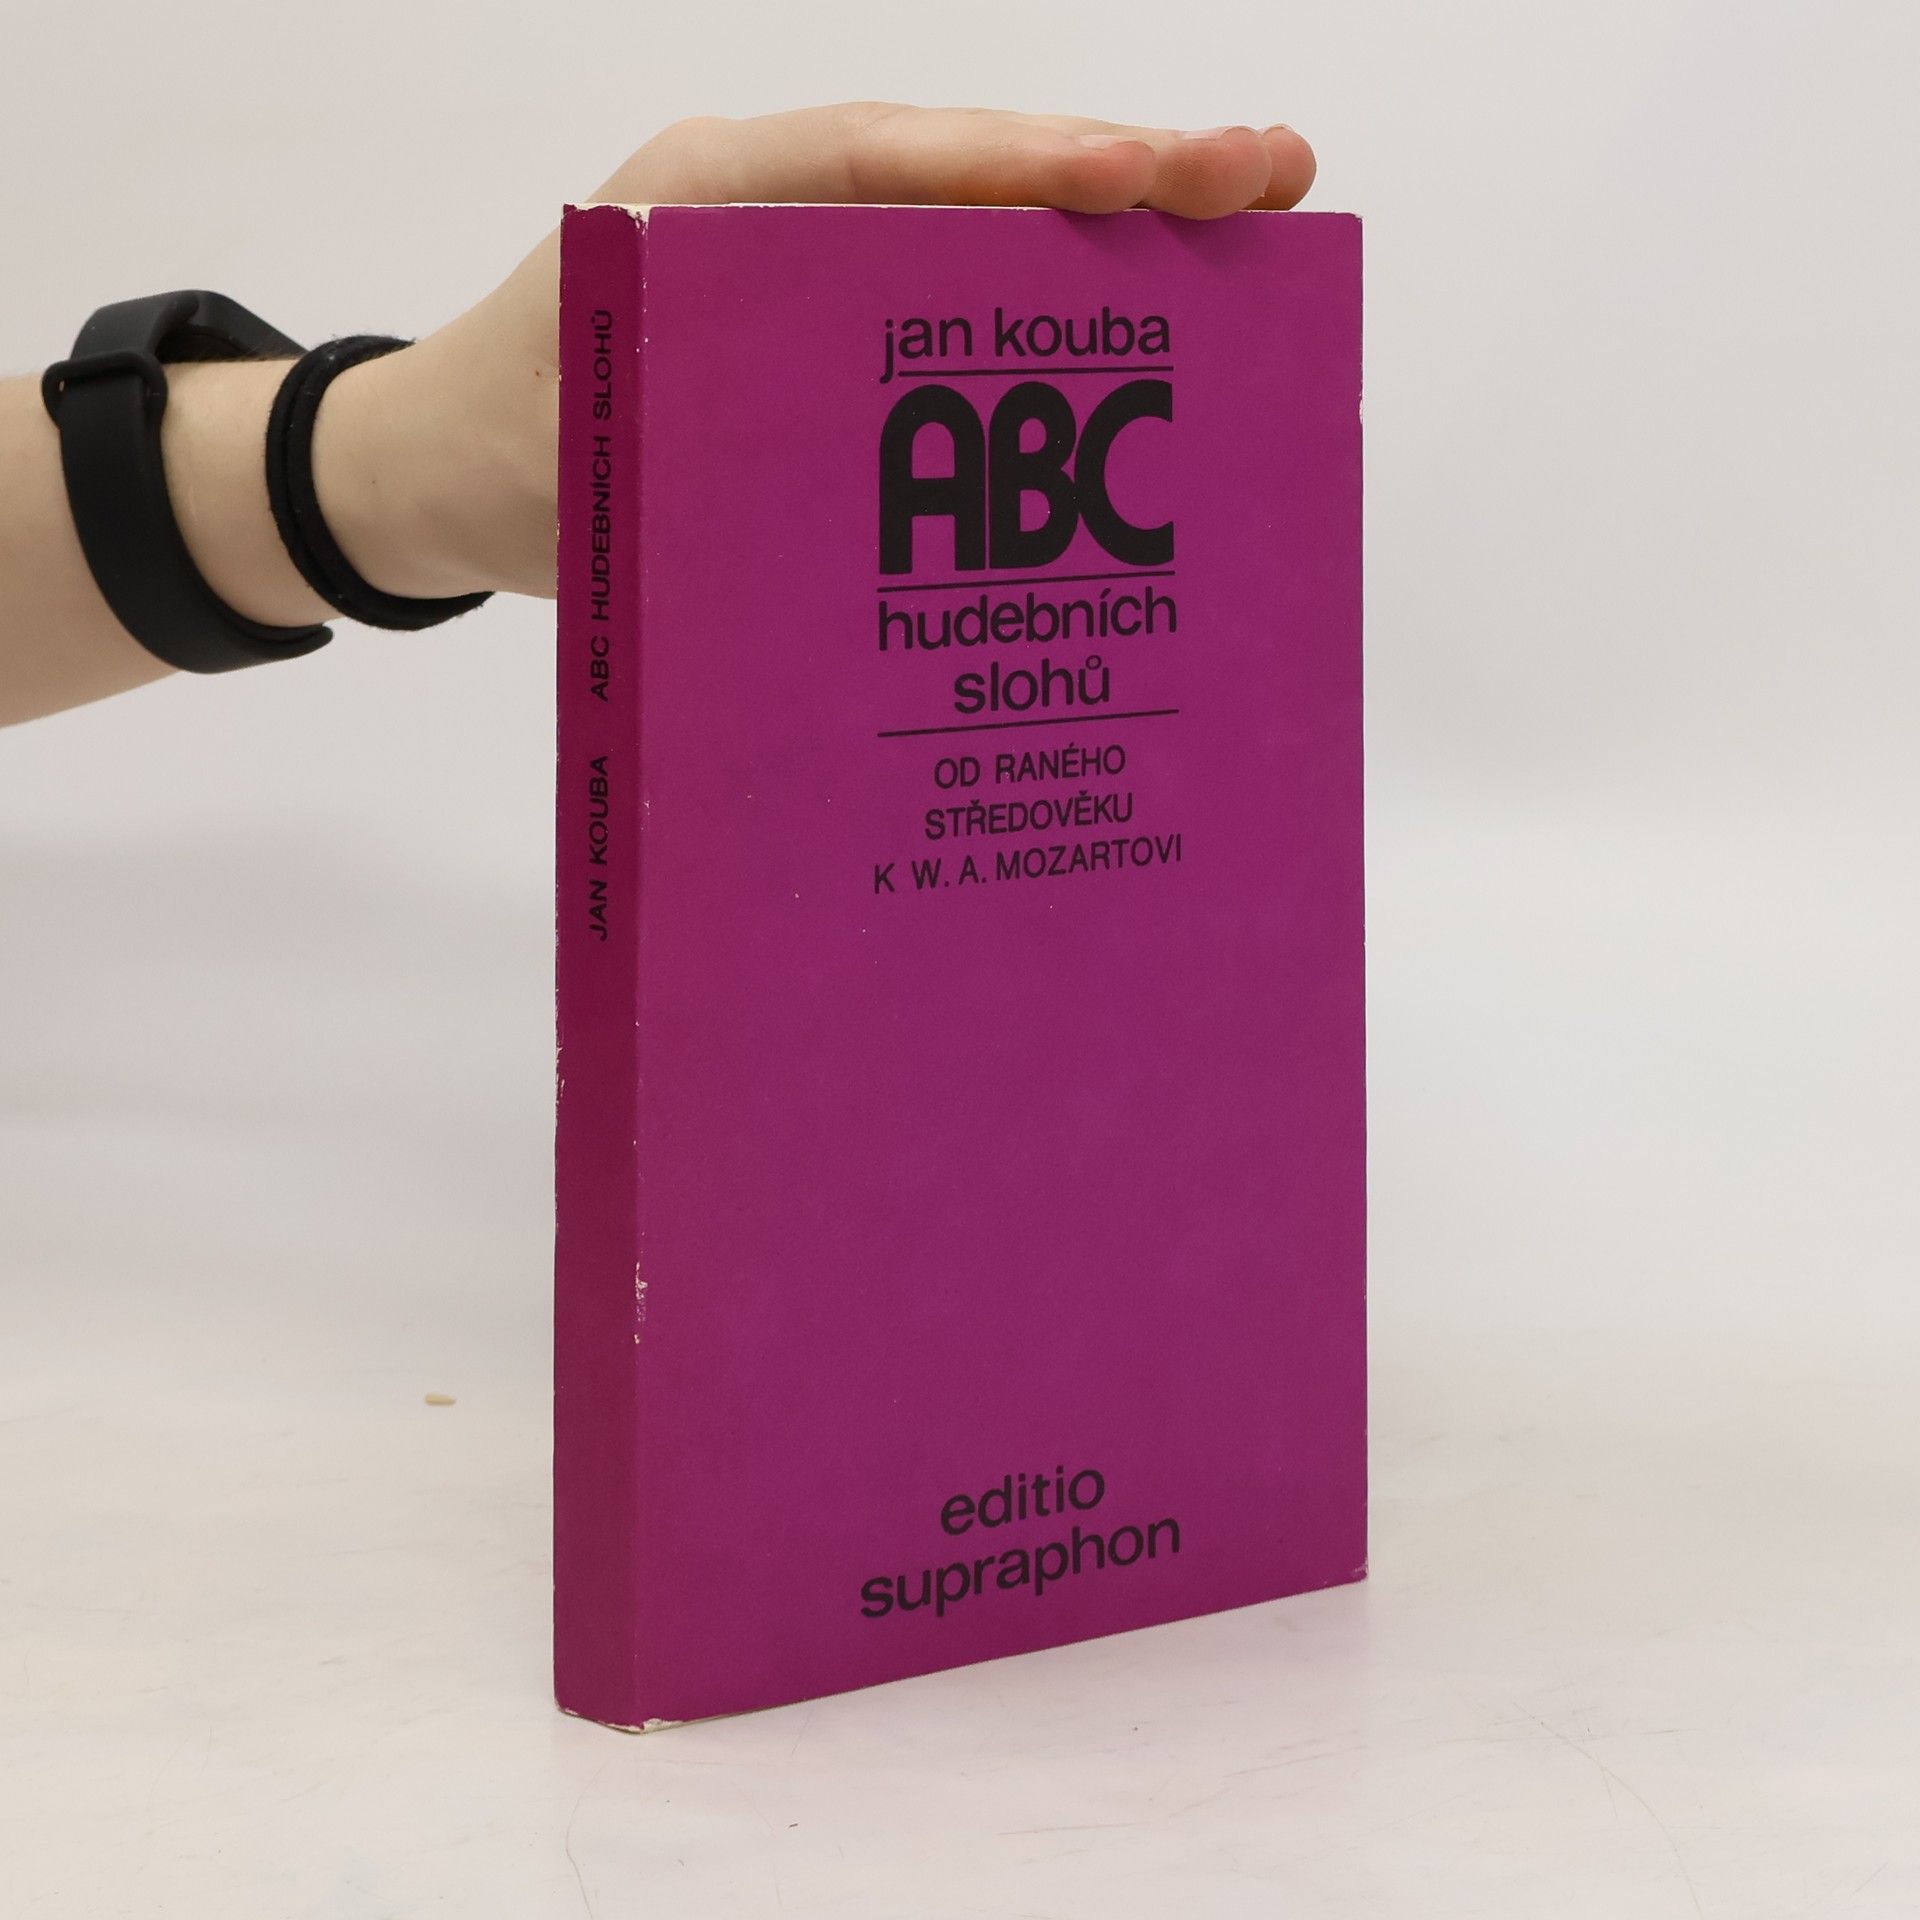 JAN KOUBA ABC HUDEBNÍCH SLOHŮ
jan kouba
ABC
hudebních
slohů
OD RANÉHO
STŘEDOVĚKU
K W. A. MOZARTOVI
editio
supraphon